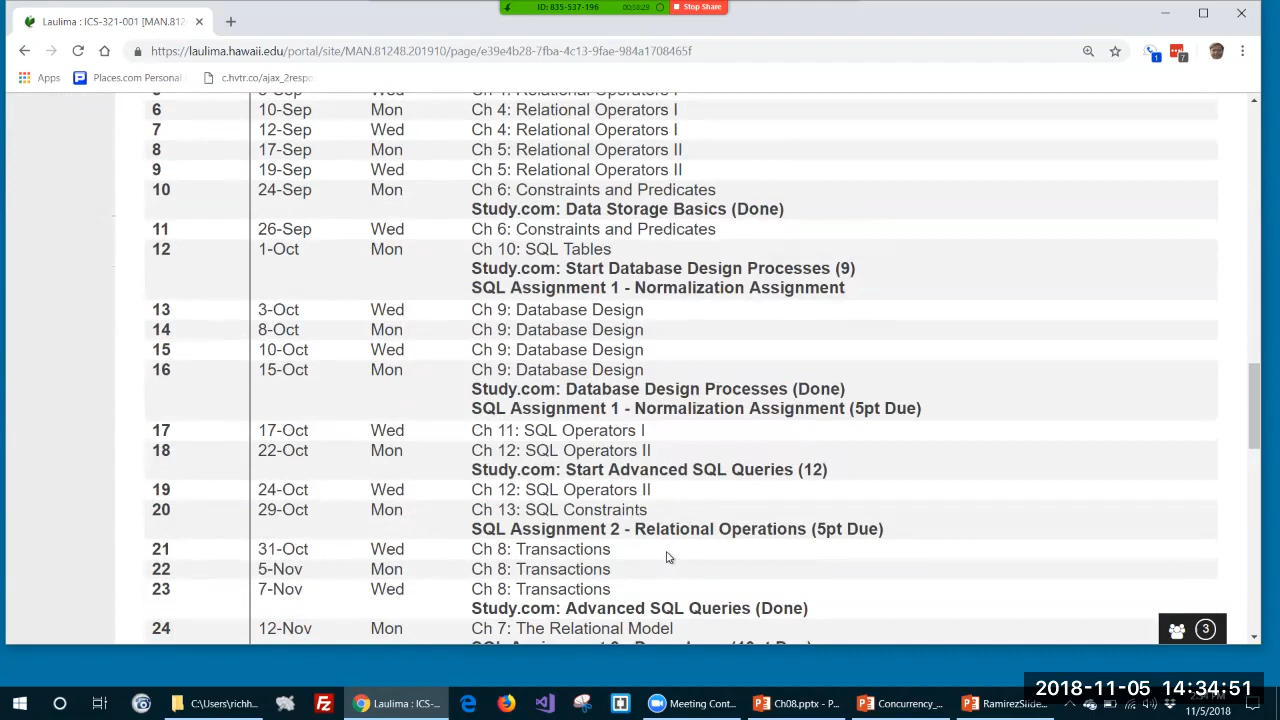 Laulima : ICS-321-001 [MAN.812
ID: 835-537-196
Stop Share
https://laulima.hawaii.edu/portal/site/MAN.81248.201910/page/e39e4b28-7fba-4c13-9fae-984a1708465f
1
7
Apps
Places.com Personal
c.hvtr.co/ajax_2respo
6 10-Sep Mon Ch 4: Relational Operators I
7 12-Sep Wed Ch 4: Relational Operators I
8 17-Sep Mon Ch 5: Relational Operators II
9 19-Sep Wed Ch 5: Relational Operators II
10 24-Sep Mon Ch 6: Constraints and Predicates
Study.com: Data Storage Basics (Done)
11 26-Sep Wed Ch 6: Constraints and Predicates
12 1-Oct Mon Ch 10: SQL Tables
Study.com: Start Database Design Processes (9)
SQL Assignment 1 - Normalization Assignment
13 3-Oct Wed Ch 9: Database Design
14 8-Oct Mon Ch 9: Database Design
15 10-Oct Wed Ch 9: Database Design
16 15-Oct Mon Ch 9: Database Design
Study.com: Database Design Processes (Done)
SQL Assignment 1 - Normalization Assignment (5pt Due)
17 17-Oct Wed Ch 11: SQL Operators I
18 22-Oct Mon Ch 12: SQL Operators II
Study.com: Start Advanced SQL Queries (12)
19 24-Oct Wed Ch 12: SQL Operators II
20 29-Oct Mon Ch 13: SQL Constraints
SQL Assignment 2 - Relational Operations (5pt Due)
21 31-Oct Wed Ch 8: Transactions
22 5-Nov Mon Ch 8: Transactions
23 7-Nov Wed Ch 8: Transactions
Study.com: Advanced SQL Queries (Done)
24 12-Nov Mon Ch 7: The Relational Model
3
2018-11-05 14:34:51
C:\Users\richh...
Laulima : ICS-...
Meeting Cont...
Ch08.pptx - P...
Concurrency_...
RamirezSlide...
11/5/2018